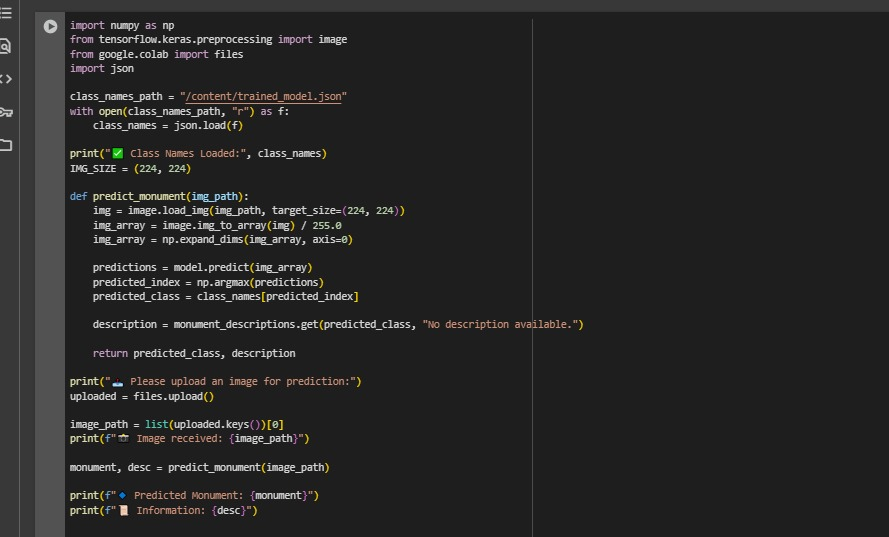 import numpy as np
from tensorflow.keras.preprocessing import image
from google.colab import files
import json
class_names_path = "/content/trained_model.json"
with open(class_names_path, "r") as f:
    class_names = json.load(f)
print("✅ Class Names Loaded:", class_names)
IMG_SIZE = (224, 224)
def predict_monument(img_path):
    img = image.load_img(img_path, target_size=(224, 224))
    img_array = image.img_to_array(img) / 255.0
    img_array = np.expand_dims(img_array, axis=0)
    predictions = model.predict(img_array)
    predicted_index = np.argmax(predictions)
    predicted_class = class_names[predicted_index]
    description = monument_descriptions.get(predicted_class, "No description available.")
    return predicted_class, description
print("📤 Please upload an image for prediction:")
uploaded = files.upload()
image_path = list(uploaded.keys())[0]
print(f"📷 Image received: {image_path}")
monument, desc = predict_monument(image_path)
print(f"🔹 Predicted Monument: {monument}")
print(f"📜 Information: {desc}")